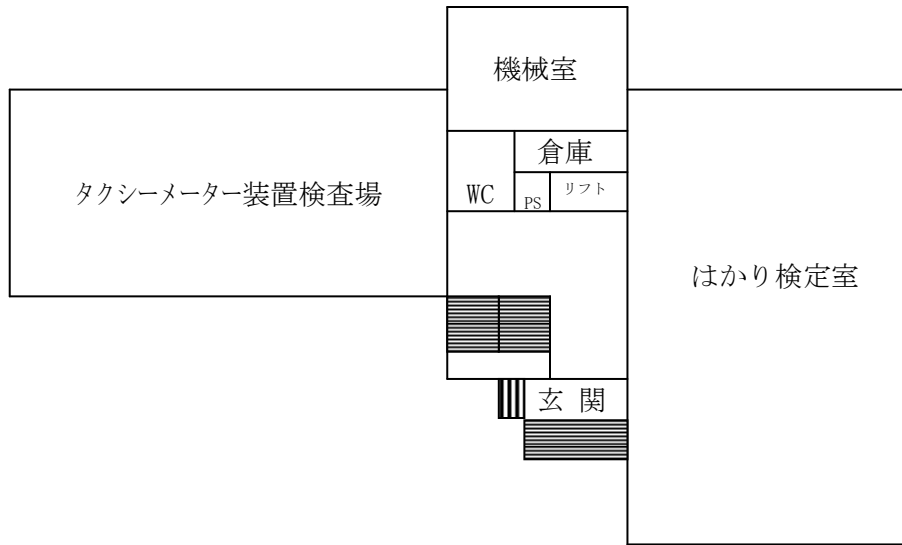 機械室
倉庫
タクシーメーター装置検査場
WC
PS
リフト
はかり検定室
玄 関